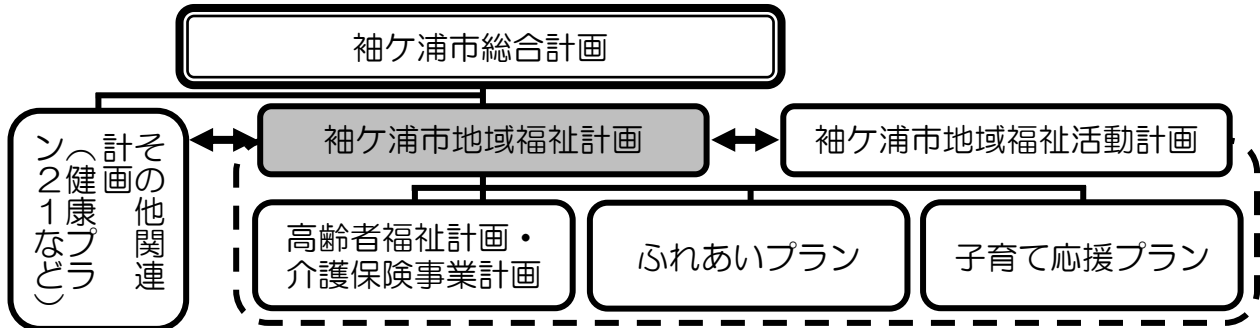 袖ケ浦市総合計画
その他関連
計画
（健康プラ
ン２１など）
袖ケ浦市地域福祉計画
袖ケ浦市地域福祉活動計画
高齢者福祉計画・
介護保険事業計画
ふれあいプラン
子育て応援プラン